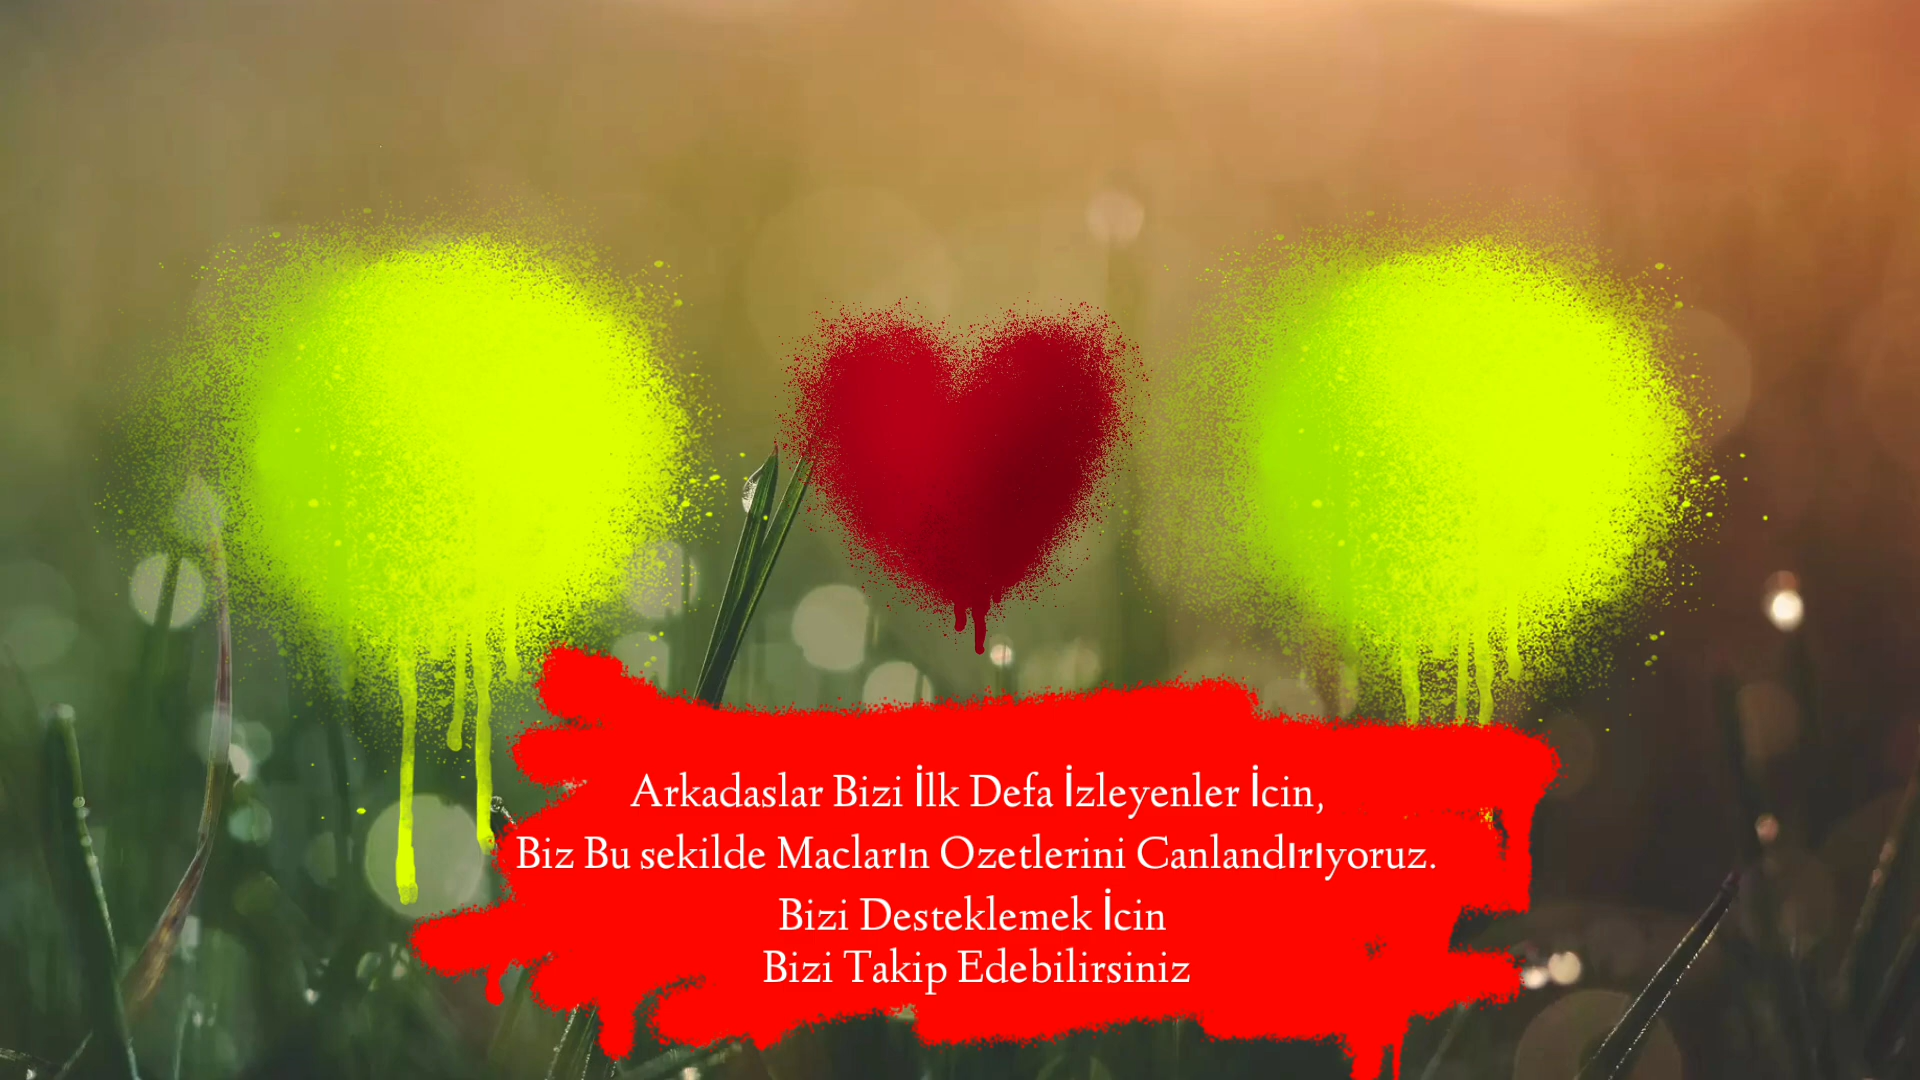 Arkadaslar Bizi İlk Defa İzleyenler İcin,
Biz Bu sekilde Macların Ozetlerini Canlandırıyoruz.
Bizi Desteklemek İcin
Bizi Takip Edebilirsiniz